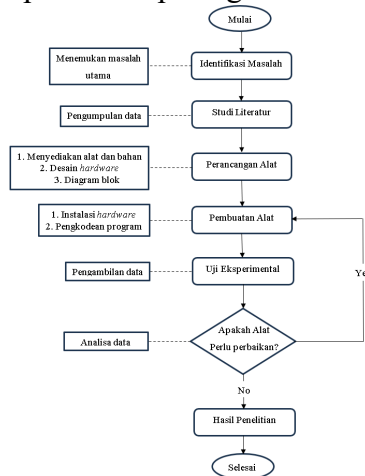 Mulai
Menemukan masalah
utama
Identifikasi Masalah
Pengumpulan data
Studi Literatur
1. Menyediakan alat dan bahan
2. Desain hardware
3. Diagram blok
Perancangan Alat
1. Instalasi hardware
2. Pengkodean program
Pembuatan Alat
Pengambilan data
Uji Eksperimental
Ye
Analisa data
Apakah Alat
Perlu perbaikan?
No
Hasil Penelitian
Selesai